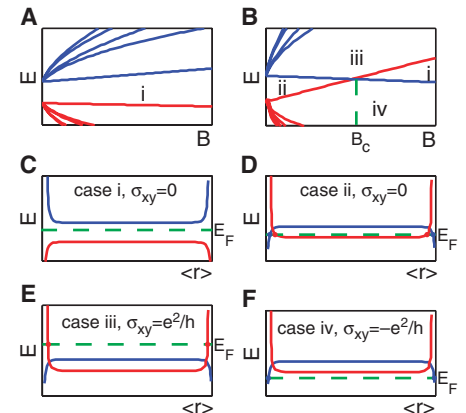 A
B
E
i
B
E
iii
i
ii
iv
B_c
B
C
D
case i, σ_xy=0
E
E_F
<r>
case ii, σ_xy=0
E
E_F
<r>
E
F
case iii, σ_xy=e²/h
E
E_F
<r>
case iv, σ_xy=−e²/h
E
E_F
<r>